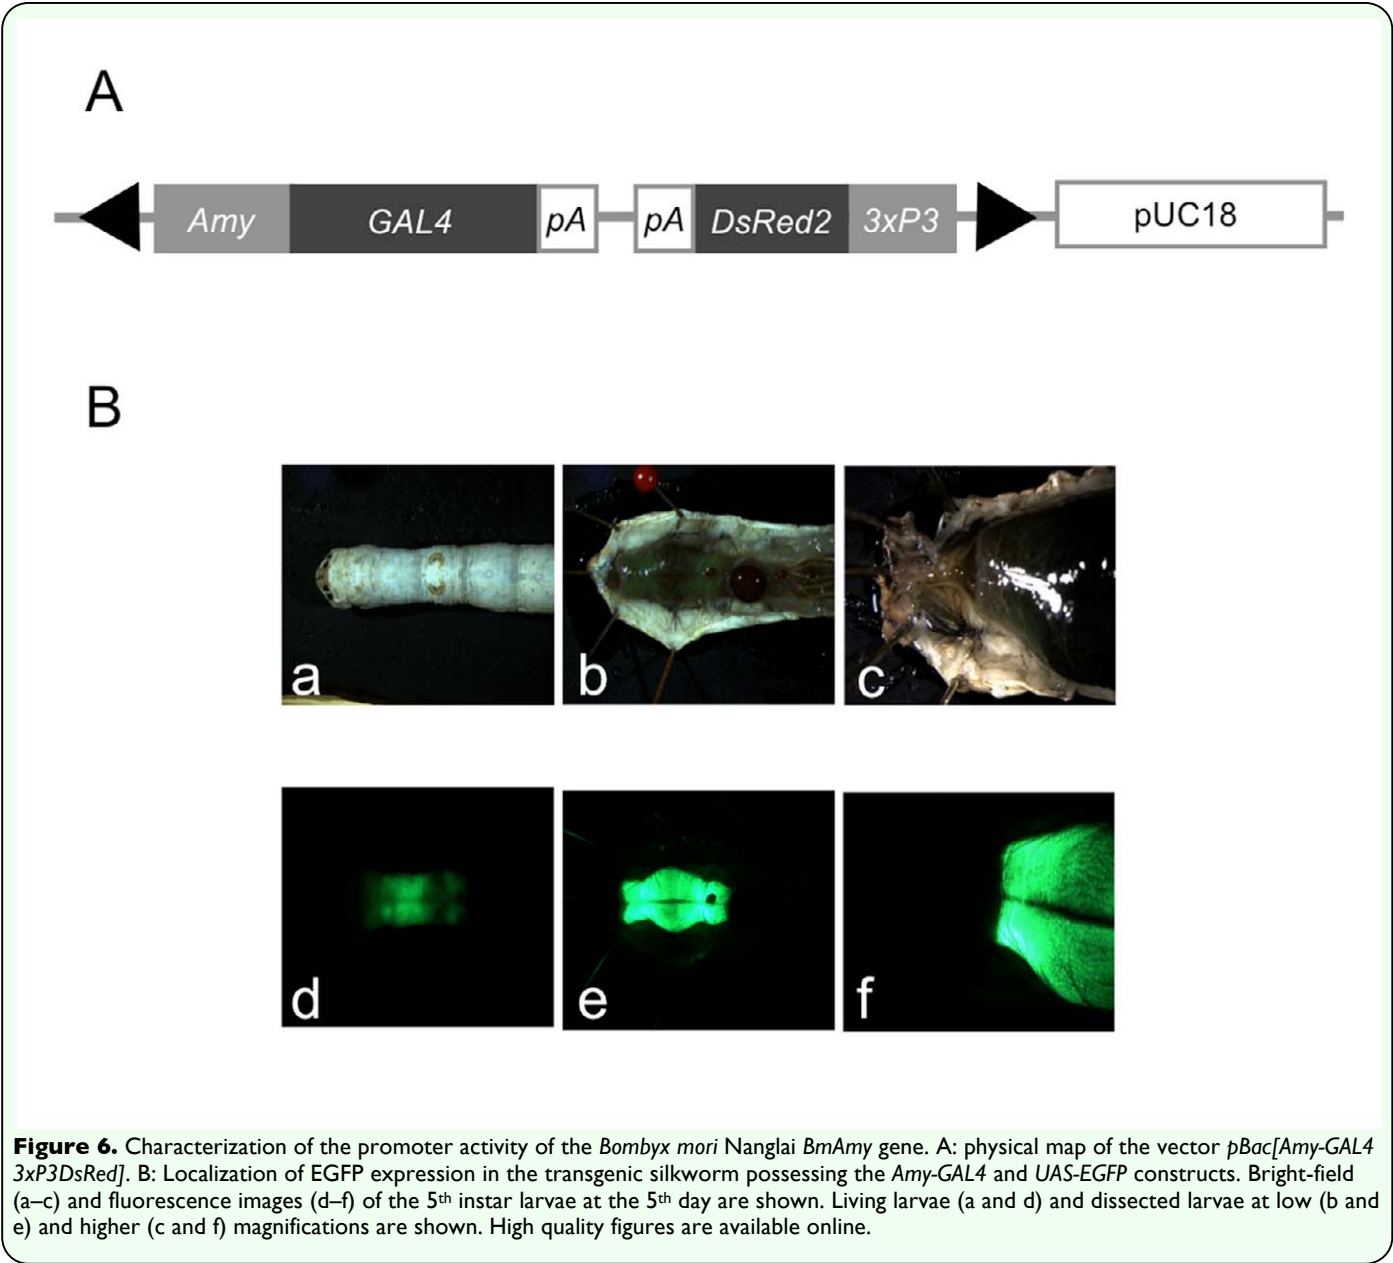 A
Amy GAL4 pA pA DsRed2 3xP3 pUC18
B
a b c
d e f
Figure 6. Characterization of the promoter activity of the Bombyx mori Nanglai BmAmy gene. A: physical map of the vector pBac[Amy-GAL4
3xP3DsRed]. B: Localization of EGFP expression in the transgenic silkworm possessing the Amy-GAL4 and UAS-EGFP constructs. Bright-field
(a–c) and fluorescence images (d–f) of the 5th instar larvae at the 5th day are shown. Living larvae (a and d) and dissected larvae at low (b and
e) and higher (c and f) magnifications are shown. High quality figures are available online.